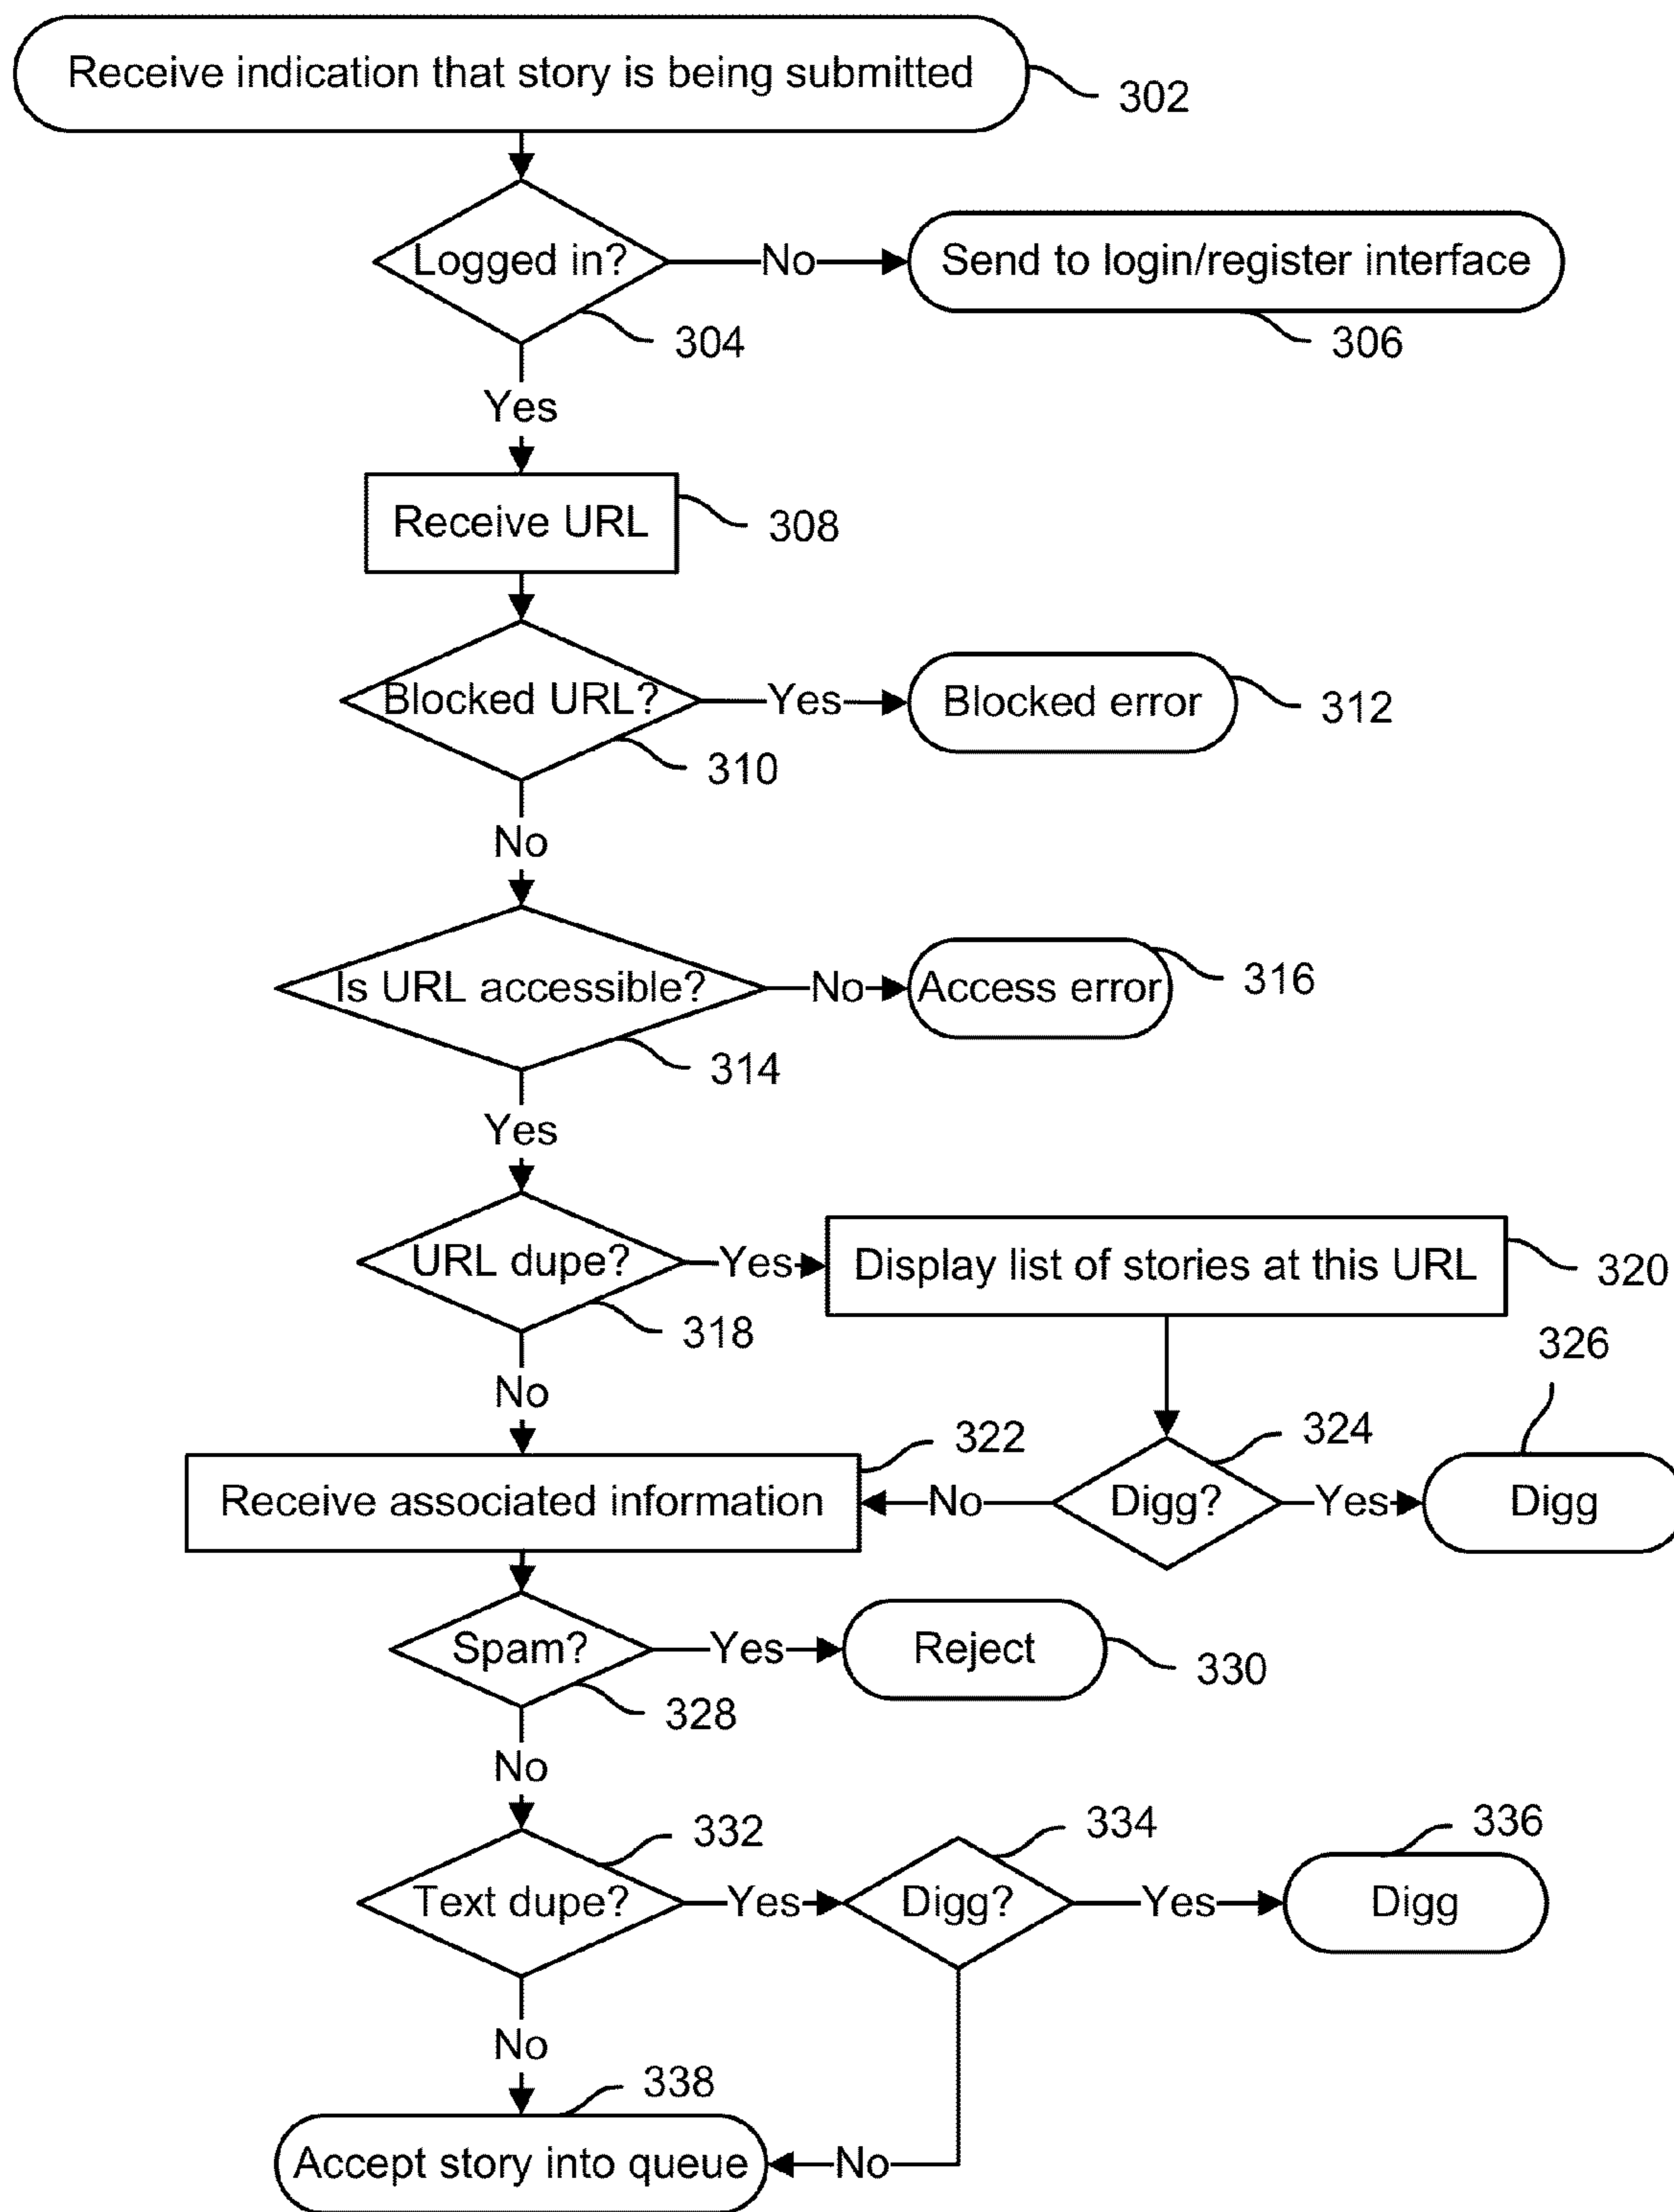 Receive indication that story is being submitted
302
Logged in?
No
Send to login/register interface
304
306
Yes
Receive URL
308
Blocked URL?
Yes
Blocked error
312
310
No
Is URL accessible?
No
Access error
316
314
Yes
URL dupe?
Yes
Display list of stories at this URL
320
318
326
No
324
322
Receive associated information
No
Digg?
Yes
Digg
Spam?
Yes
Reject
330
328
No
332
334
336
Text dupe?
Yes
Digg?
Yes
Digg
No
338
Accept story into queue
No